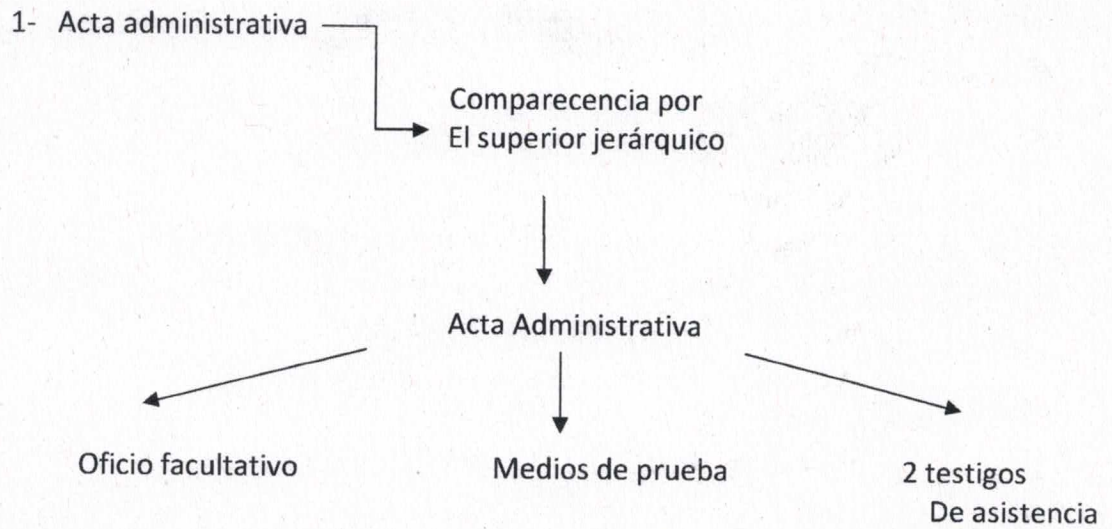 1- Acta administrativa
Comparecencia por
El superior jerárquico
Acta Administrativa
Oficio facultativo
Medios de prueba
2 testigos
De asistencia